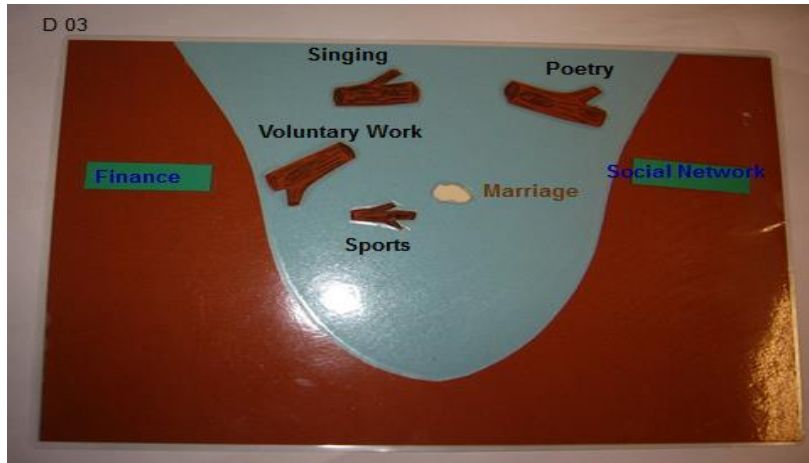 D 03
Singing
Poetry
Voluntary Work
Finance
Social Network
Marriage
Sports